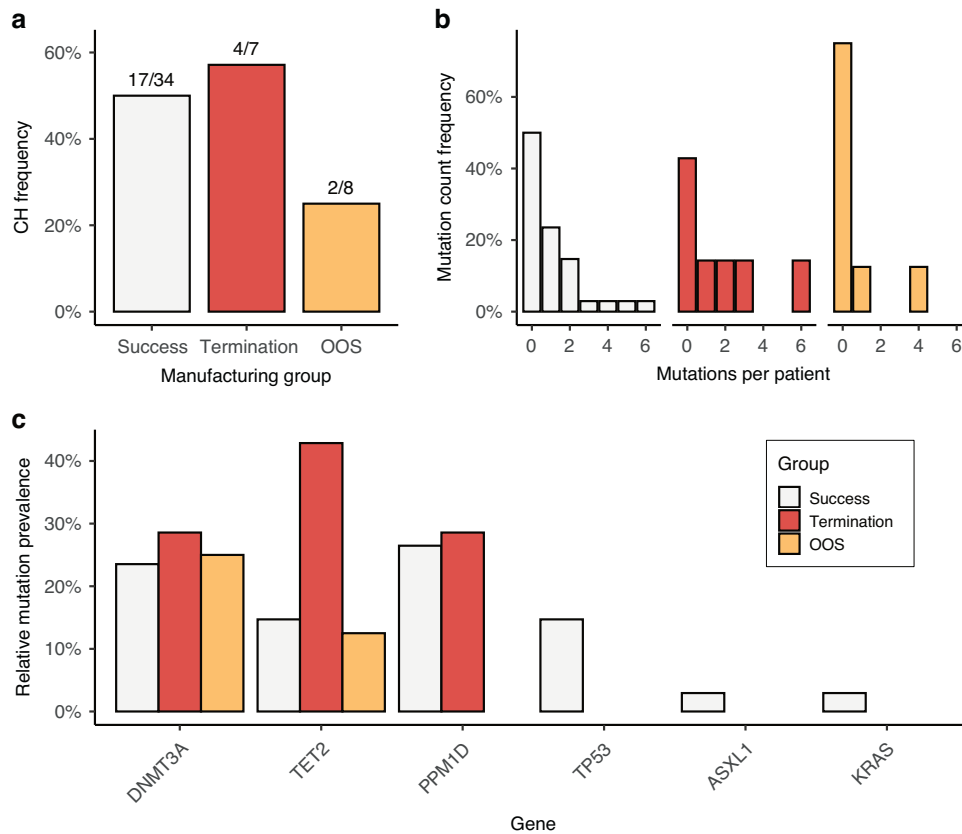 a
CH frequency
60%
40%
20%
0%
17/34
4/7
2/8
Success Termination OOS
Manufacturing group
b
Mutation count frequency
60%
40%
20%
0%
0 2 4 6 0 2 4 6 0 2 4 6
Mutations per patient
c
Relative mutation prevalence
40%
30%
20%
10%
0%
Group
Success
Termination
OOS
DNMT3A TET2 PPM1D TP53 ASXL1 KRAS
Gene